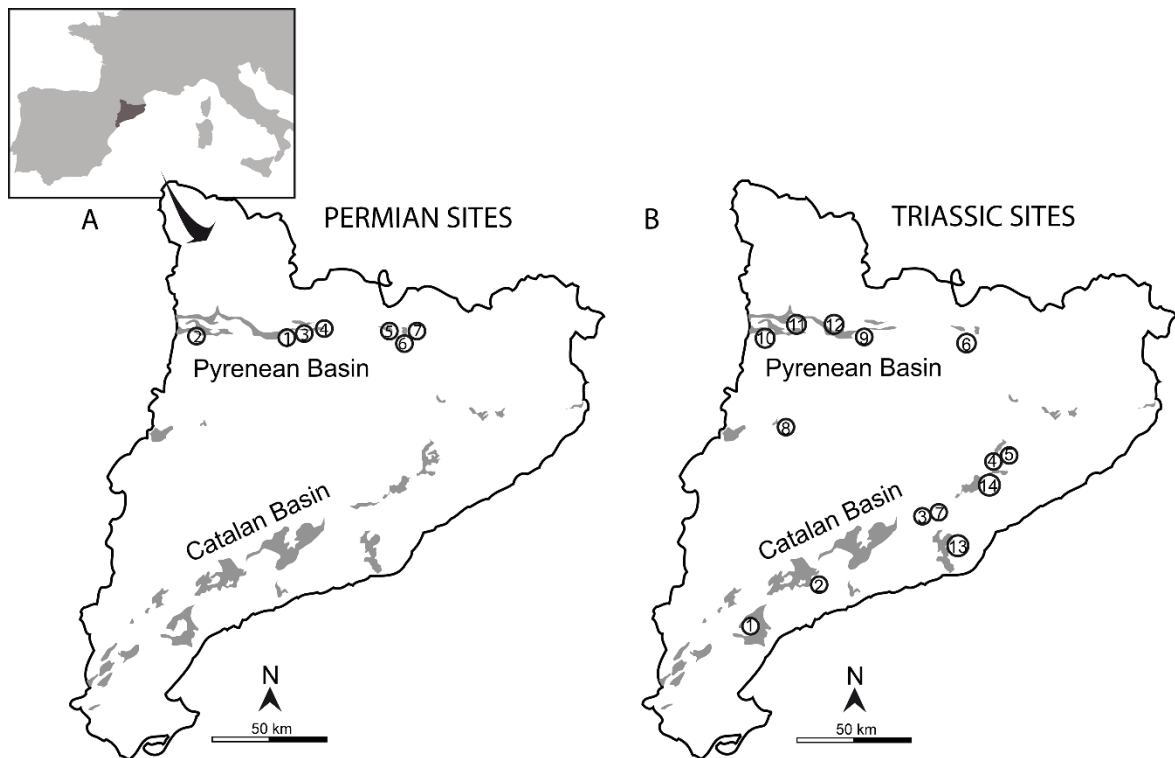 A
PERMIAN SITES
2
1
3
4
5
6
7
Pyrenean Basin
Catalan Basin
N
50 km
B
TRIASSIC SITES
10
11
12
9
6
Pyrenean Basin
8
4
5
14
3
7
13
Catalan Basin
2
1
N
50 km